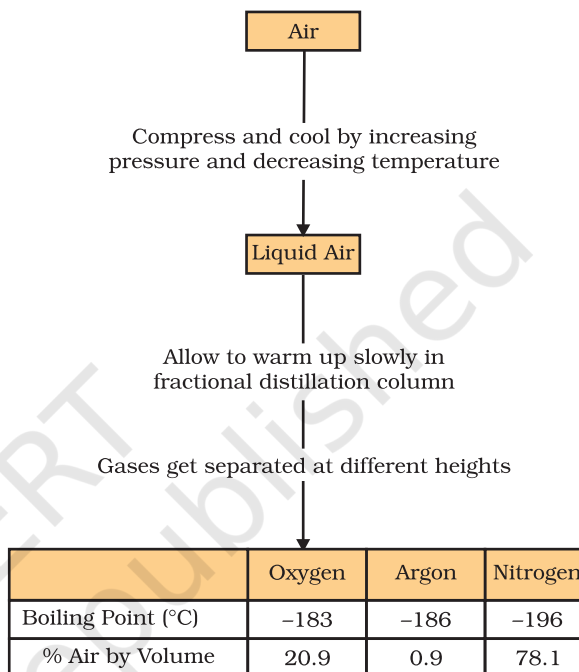 Air
Compress and cool by increasing
pressure and decreasing temperature
Liquid Air
Allow to warm up slowly in
fractional distillation column
Gases get separated at different heights
Oxygen Argon Nitrogen
Boiling Point (°C) –183 –186 –196
% Air by Volume 20.9 0.9 78.1